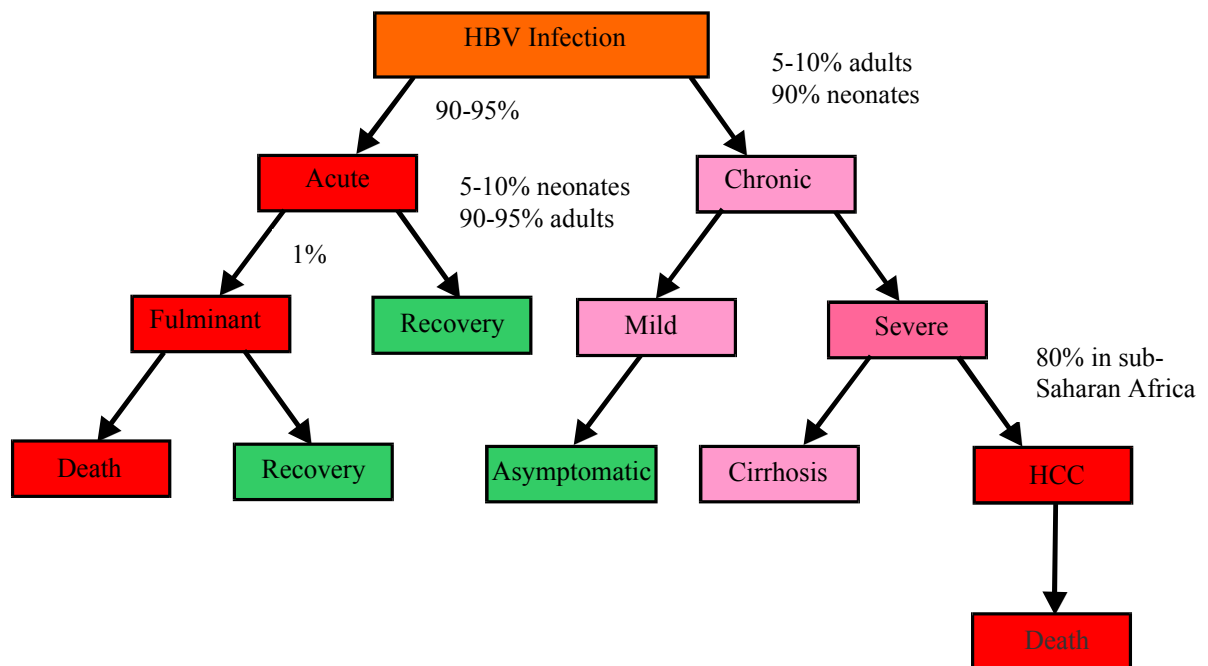 HBV Infection
5-10% adults
90% neonates
90-95%
Acute
5-10% neonates
90-95% adults
Chronic
1%
Fulminant
Recovery
Mild
Severe
80% in sub-
Saharan Africa
Death
Recovery
Asymptomatic
Cirrhosis
HCC
Death